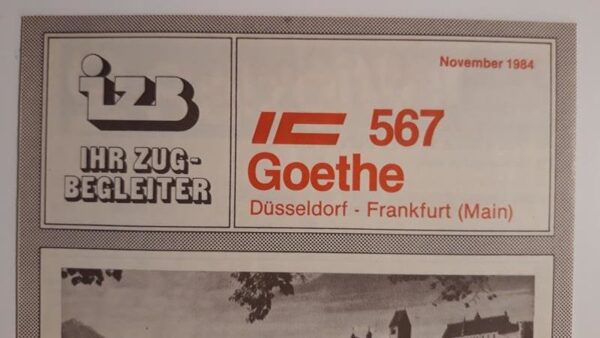 izB
IHR ZUG-
BEGLEITER
November 1984
IC 567
Goethe
Düsseldorf - Frankfurt (Main)